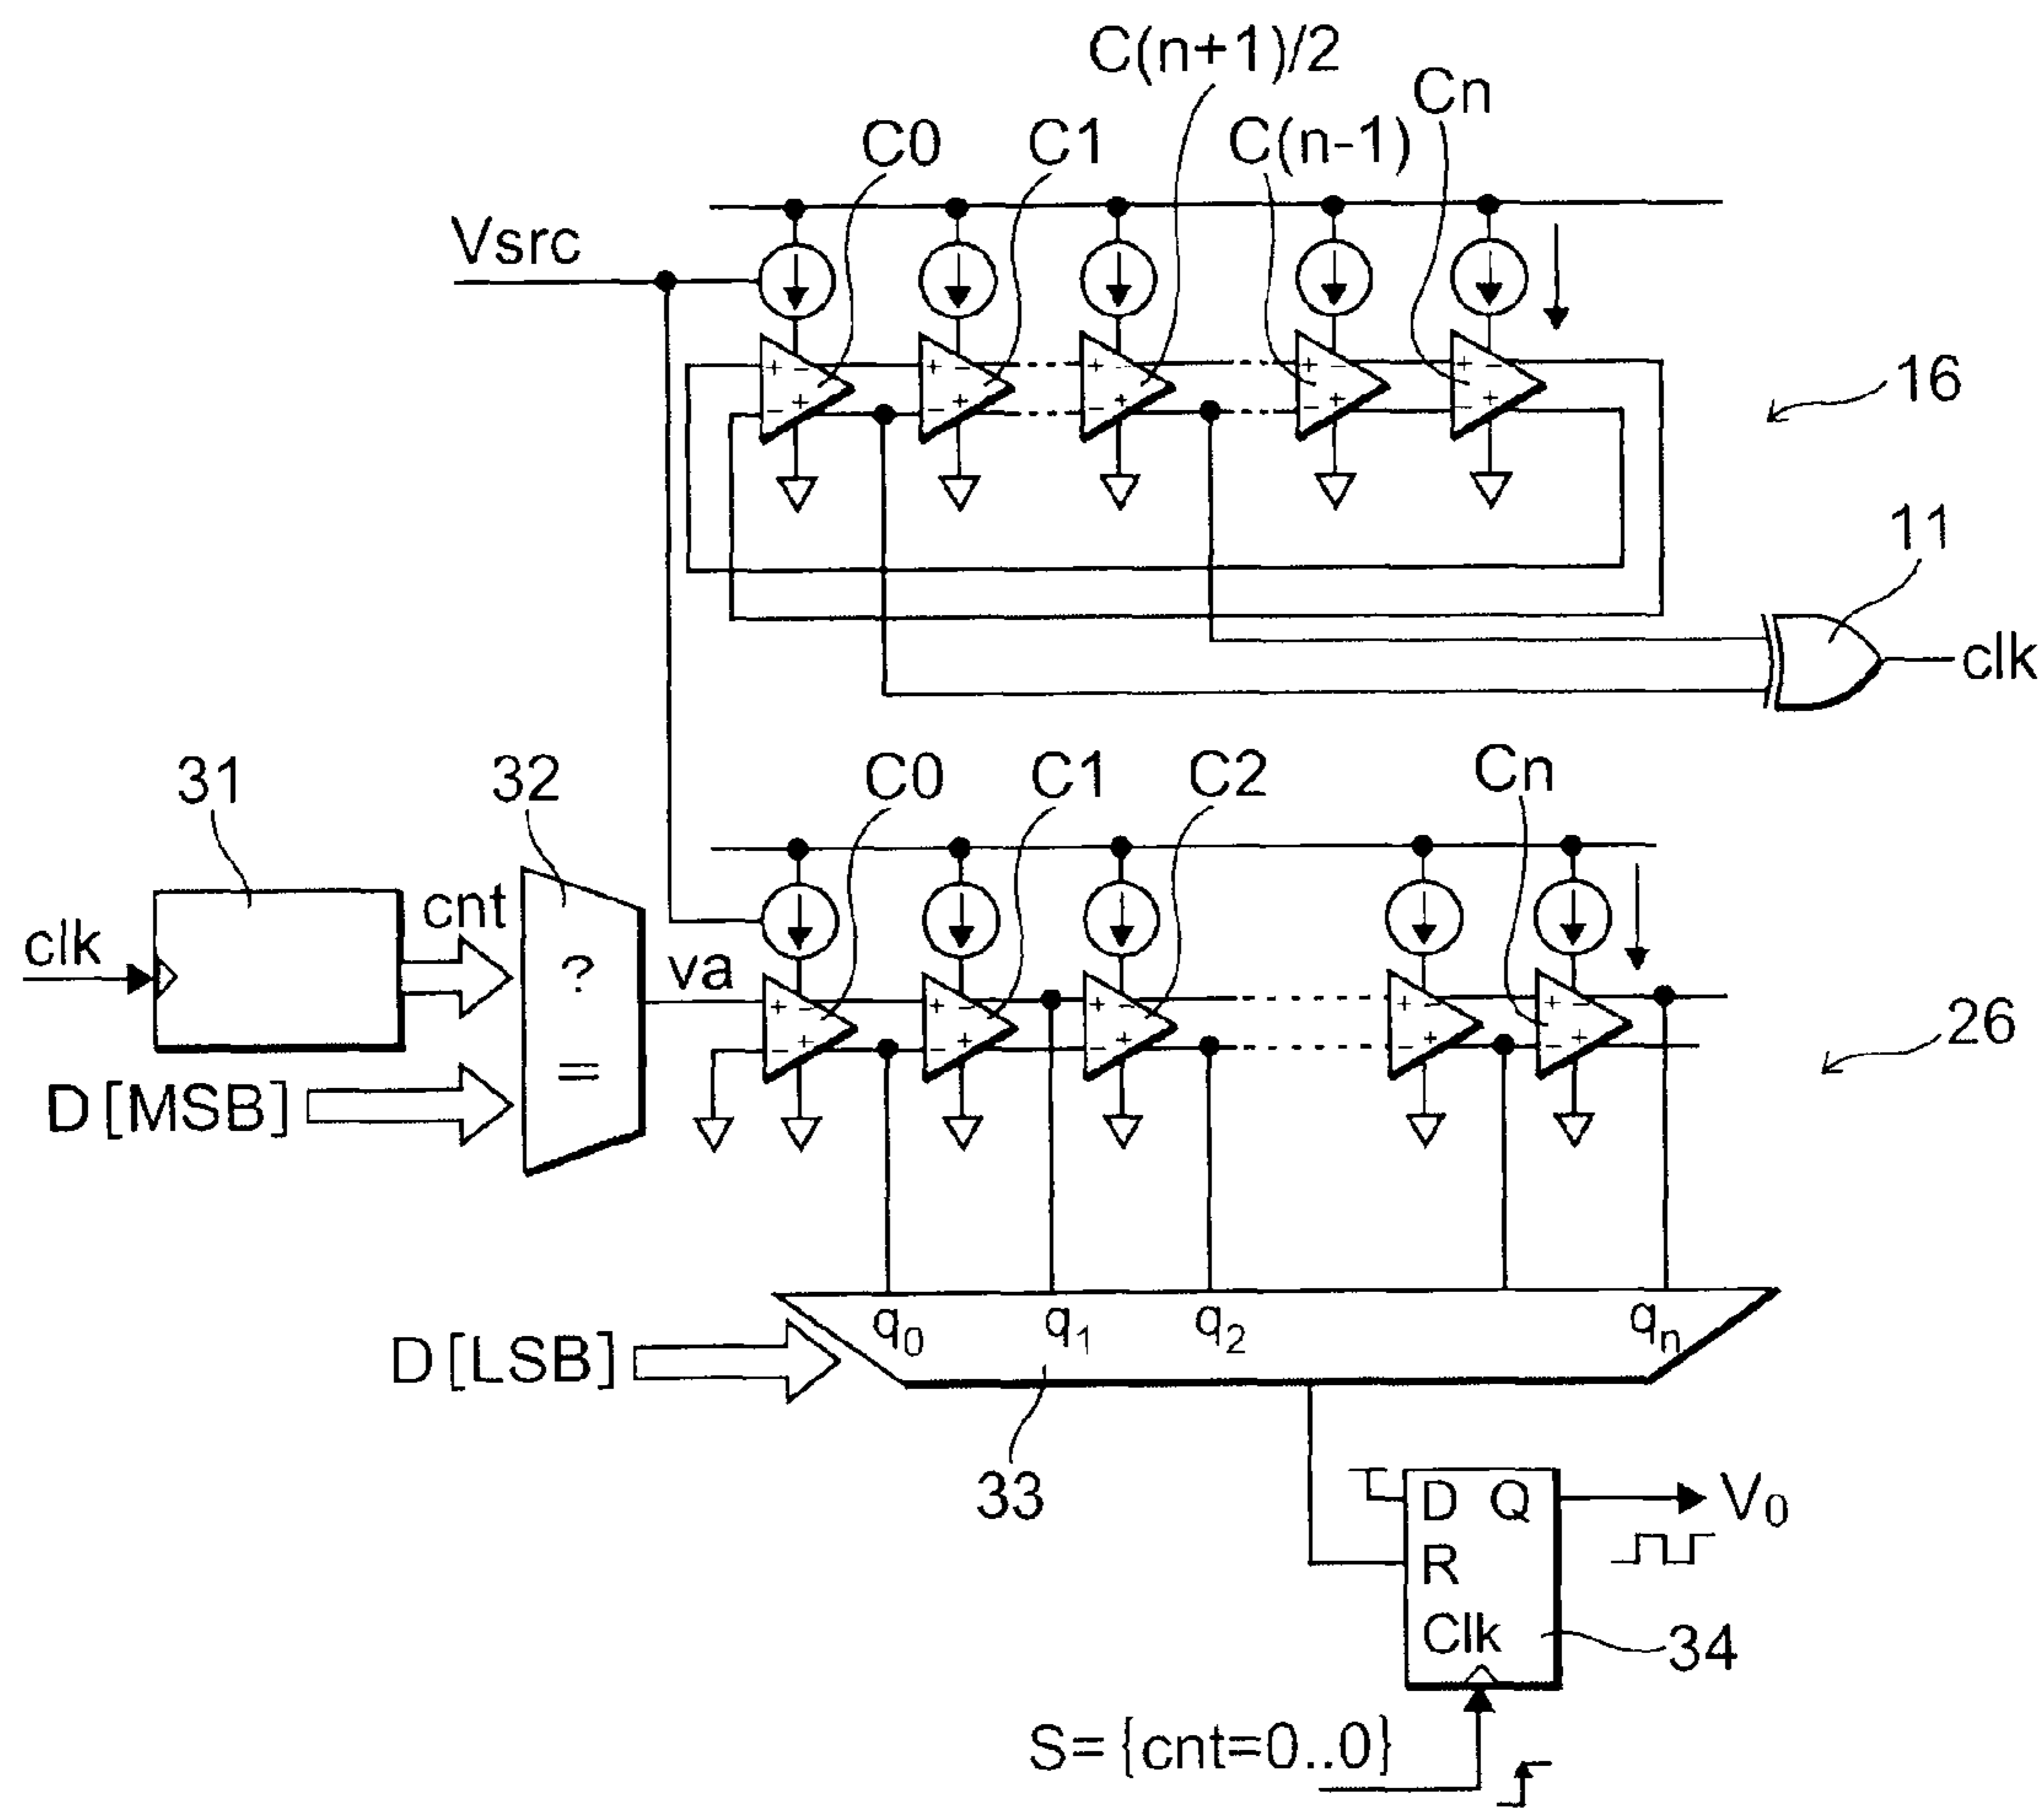 C(n+1)/2
Cn
C0 C1 C(n-1)
Vsrc
+ − + − + − + − + −
− + − + − + − + − +
16
11
clk
31 32 C0 C1 C2 Cn
cnt
clk
? va
+ − + − + − + − + −
− + − + − + − + − +
26
D[MSB] =
q0 q1 q2 qn
D[LSB]
33
D Q V0
R
Clk
34
S={cnt=0..0}